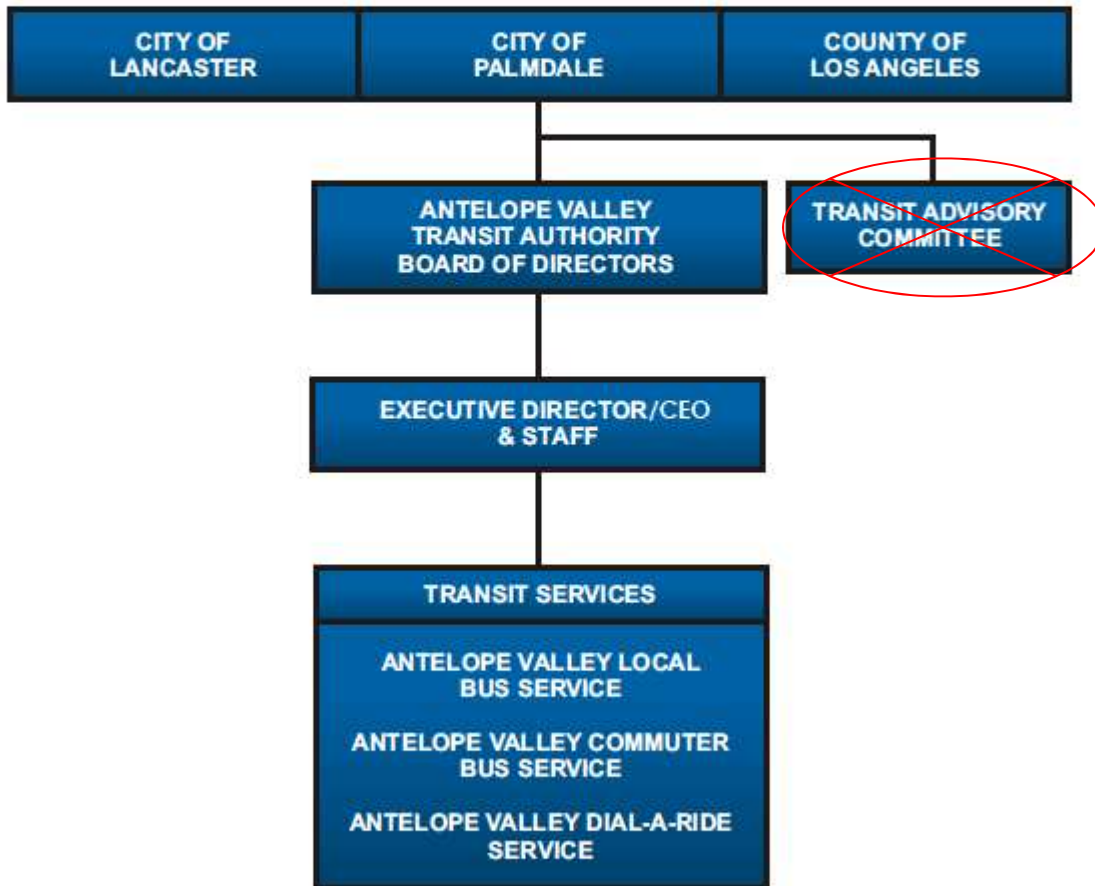 CITY OF
LANCASTER
CITY OF
PALMDALE
COUNTY OF
LOS ANGELES
ANTELOPE VALLEY
TRANSIT AUTHORITY
BOARD OF DIRECTORS
TRANSIT ADVISORY
COMMITTEE
EXECUTIVE DIRECTOR/CEO
& STAFF
TRANSIT SERVICES
ANTELOPE VALLEY LOCAL
BUS SERVICE
ANTELOPE VALLEY COMMUTER
BUS SERVICE
ANTELOPE VALLEY DIAL-A-RIDE
SERVICE